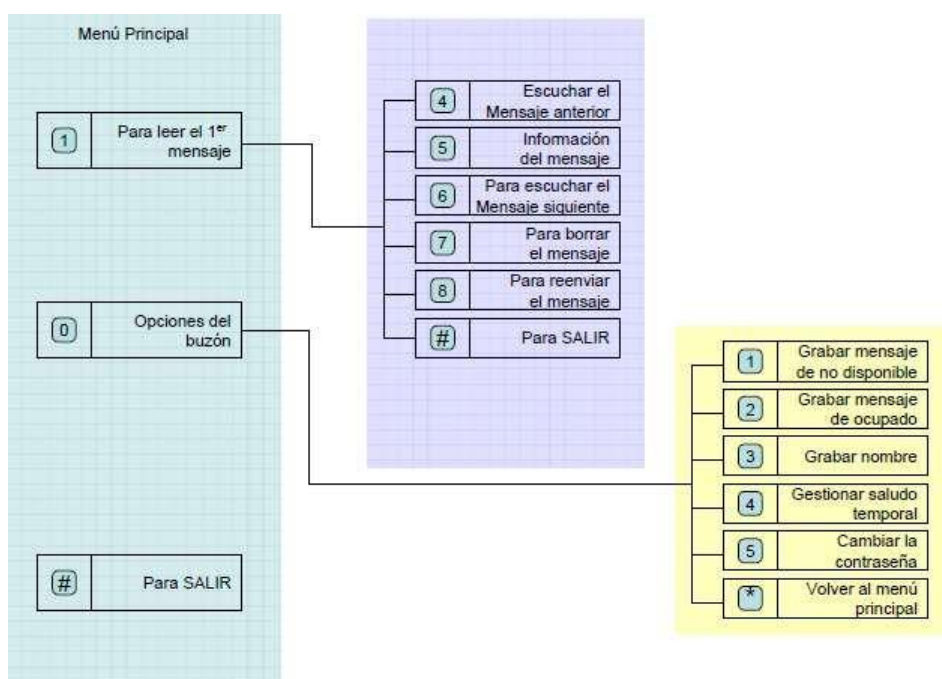 Menú Principal
1
Para leer el 1er
mensaje
0
Opciones del
buzón
#
Para SALIR
4
Escuchar el
Mensaje anterior
5
Información
del mensaje
6
Para escuchar el
Mensaje siguiente
7
Para borrar
el mensaje
8
Para reenviar
el mensaje
#
Para SALIR
1
Grabar mensaje
de no disponible
2
Grabar mensaje
de ocupado
3
Grabar nombre
4
Gestionar saludo
temporal
5
Cambiar la
contraseña
*
Volver al menú
principal